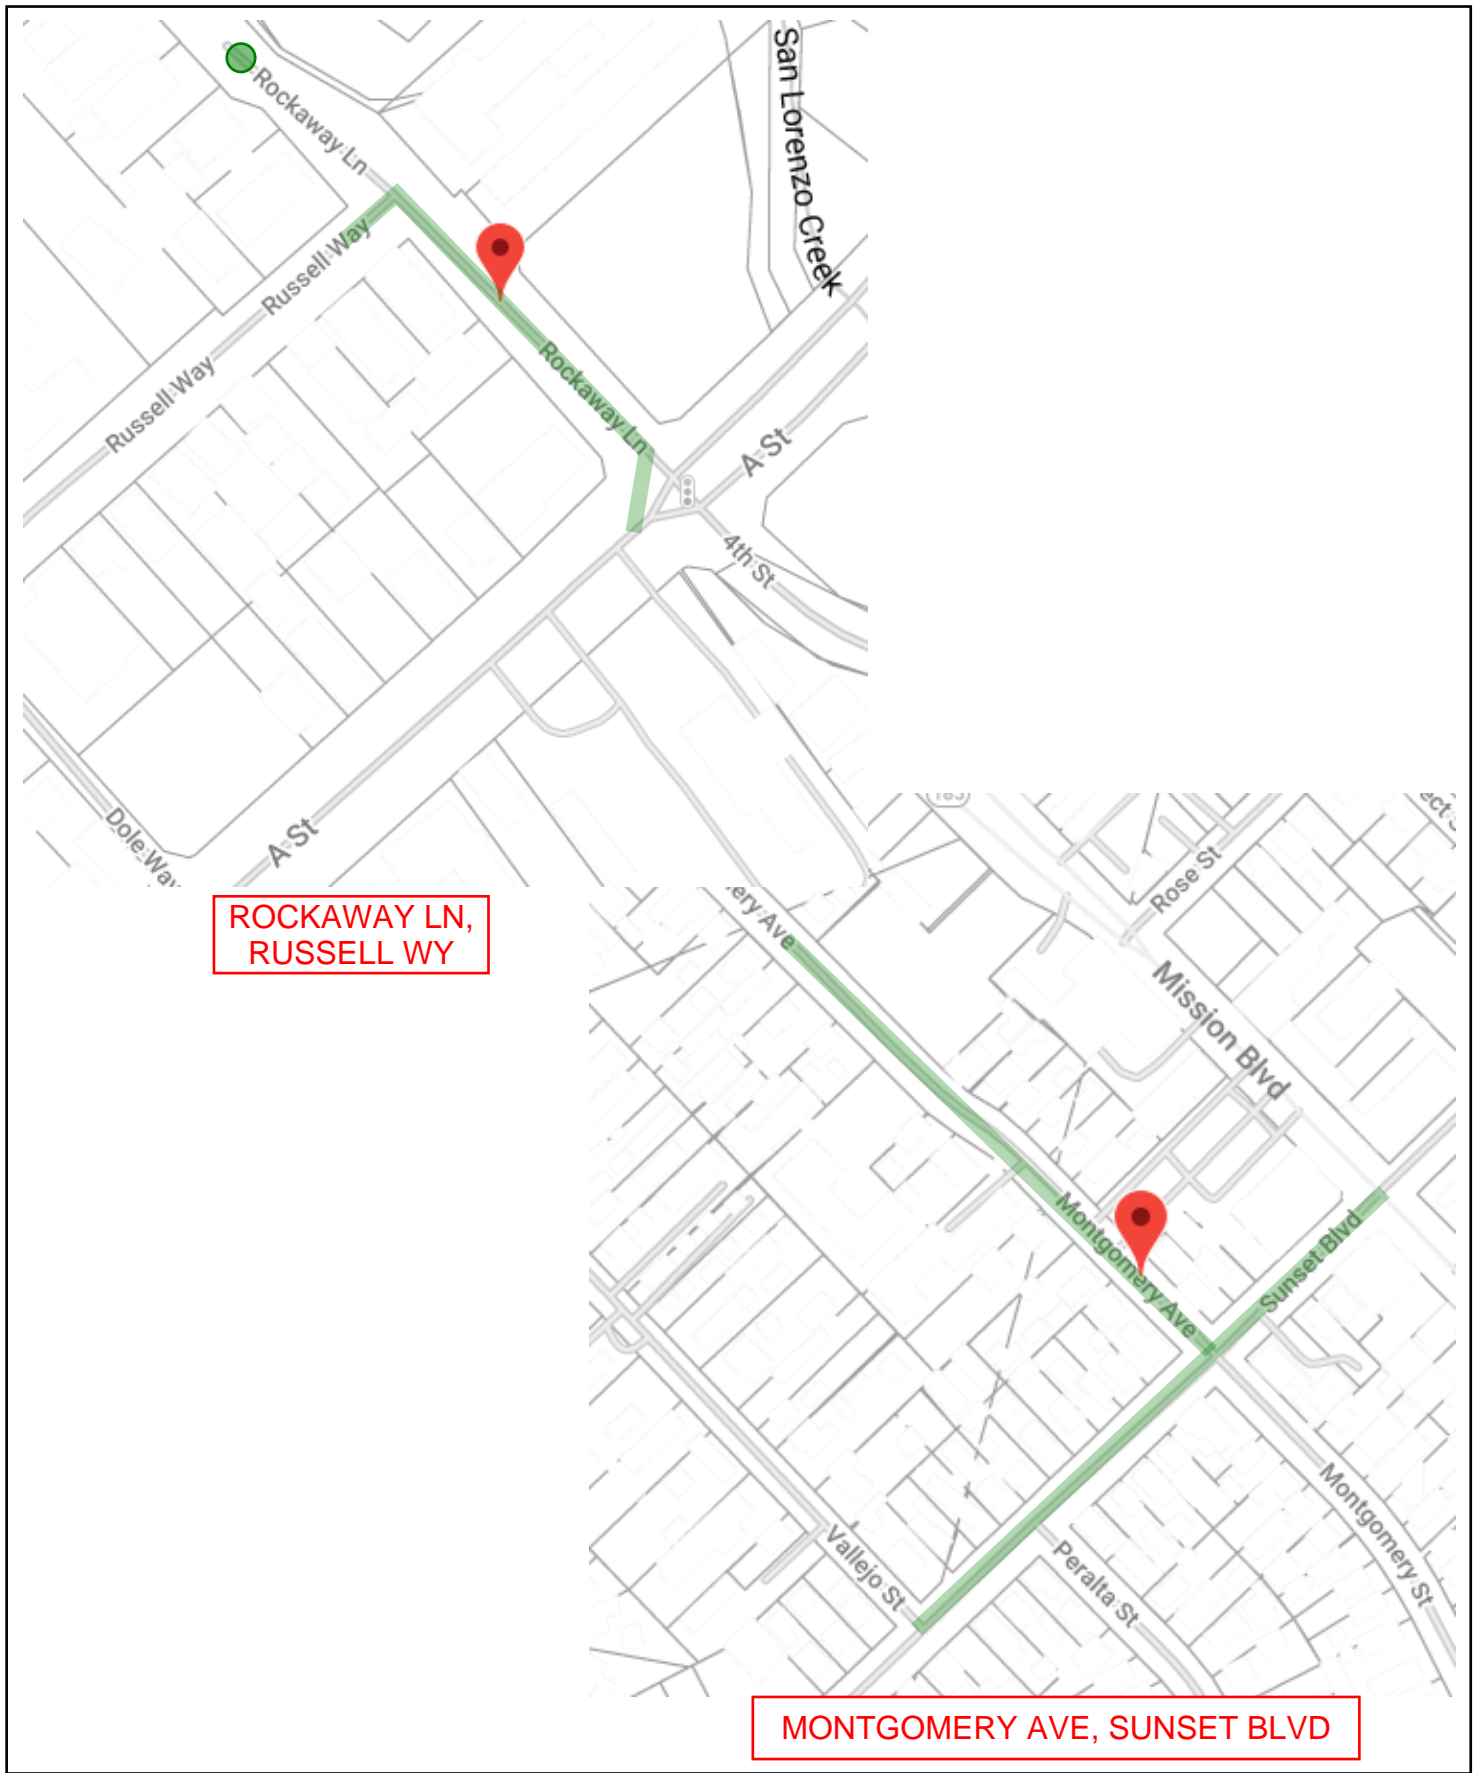 San Lorenzo Creek
Rockaway Ln
Russell Way
Russell Way
Rockaway Ln
A St
4th St
Dole Way
A St
ROCKAWAY LN,
RUSSELL WY
Rose St
Ave
Mission Blvd
Montgomery Ave
Sunset Blvd
Vallejo St
Peralta St
Montgomery St
MONTGOMERY AVE, SUNSET BLVD